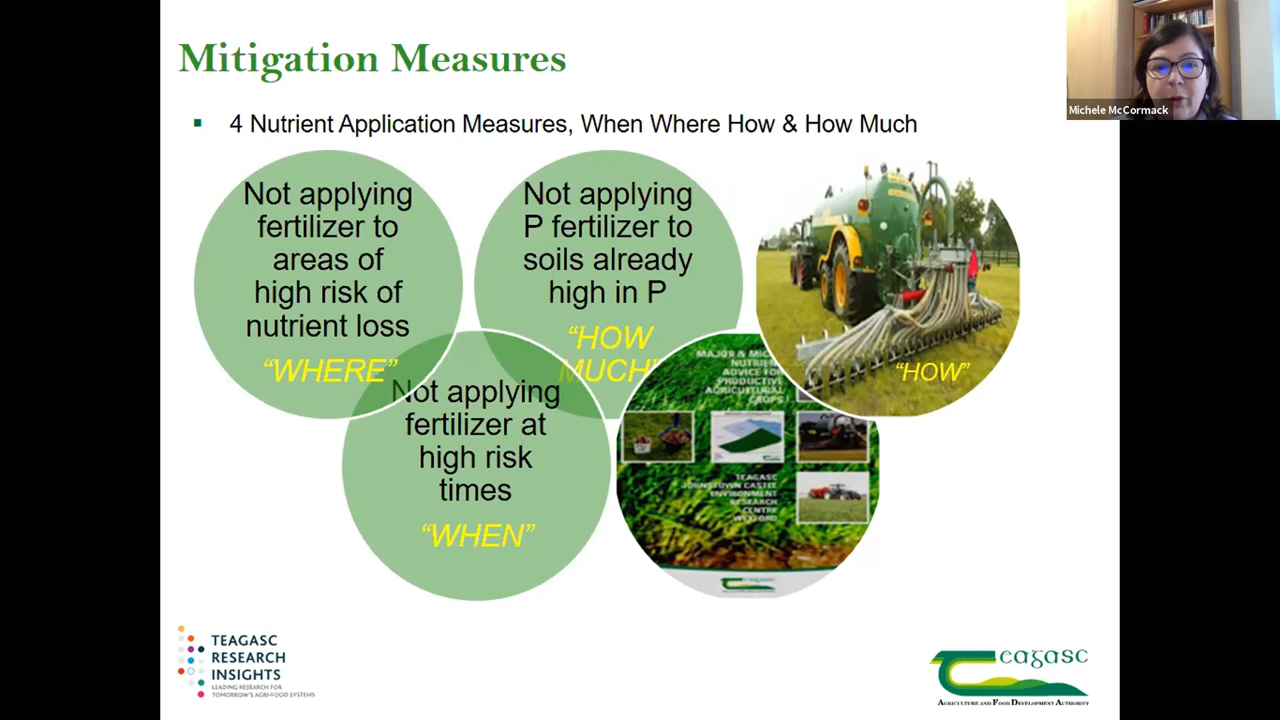 Mitigation Measures
Michele McCormack
4 Nutrient Application Measures, When Where How & How Much
Not applying
fertilizer to
areas of
high risk of
nutrient loss
“WHERE”
Not applying
P fertilizer to
soils already
high in P
“HOW
MUCH”
“HOW”
Not applying
fertilizer at
high risk
times
“WHEN”
MAJOR & MICRO
NUTRIENT
ADVICE FOR
PRODUCTIVE
AGRICULTURAL
CROPS
TEAGASC
JOHNSTOWN CASTLE
ENVIRONMENT
RESEARCH
CENTRE
WEXFORD
TEAGASC
RESEARCH
INSIGHTS
LEADING RESEARCH FOR
TOMORROW'S AGRI-FOOD SYSTEMS
Teagasc
AGRICULTURE AND FOOD DEVELOPMENT AUTHORITY